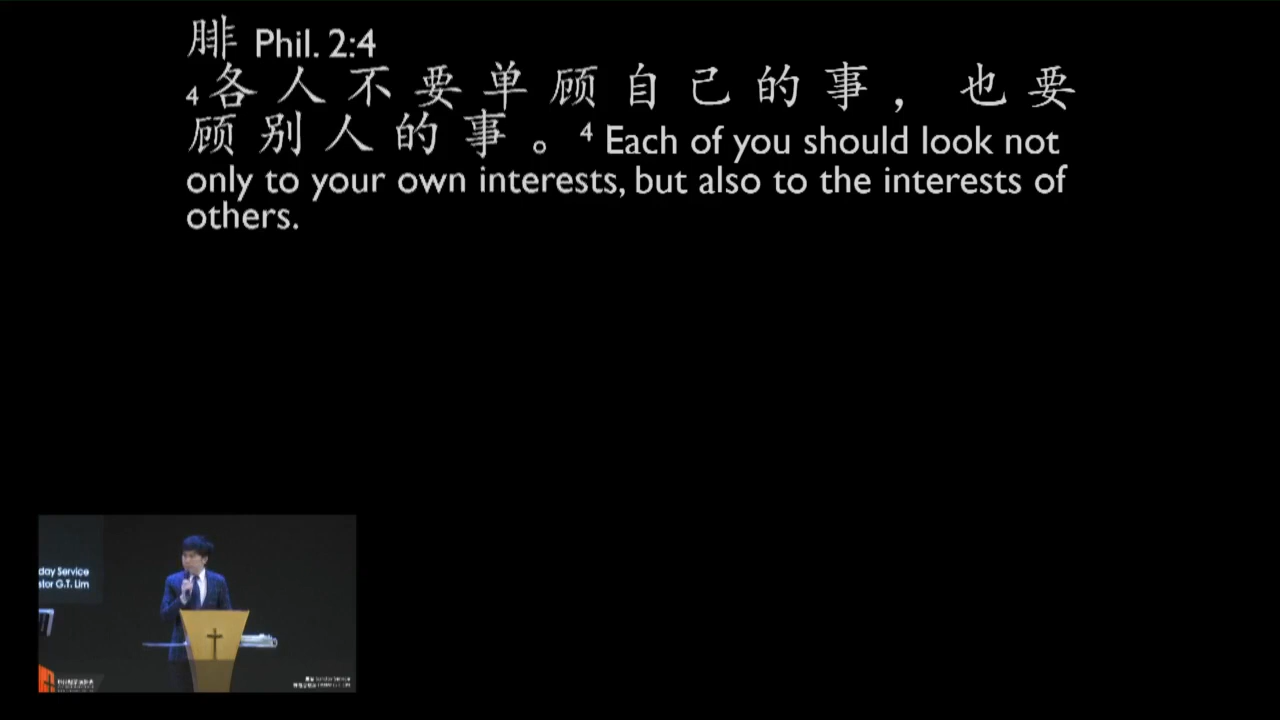 腓 Phil. 2:4
4 各人不要单顾自己的事，也要
顾别人的事。4 Each of you should look not
only to your own interests, but also to the interests of
others.
day Service
stor G.T. Lim
Sunday Service